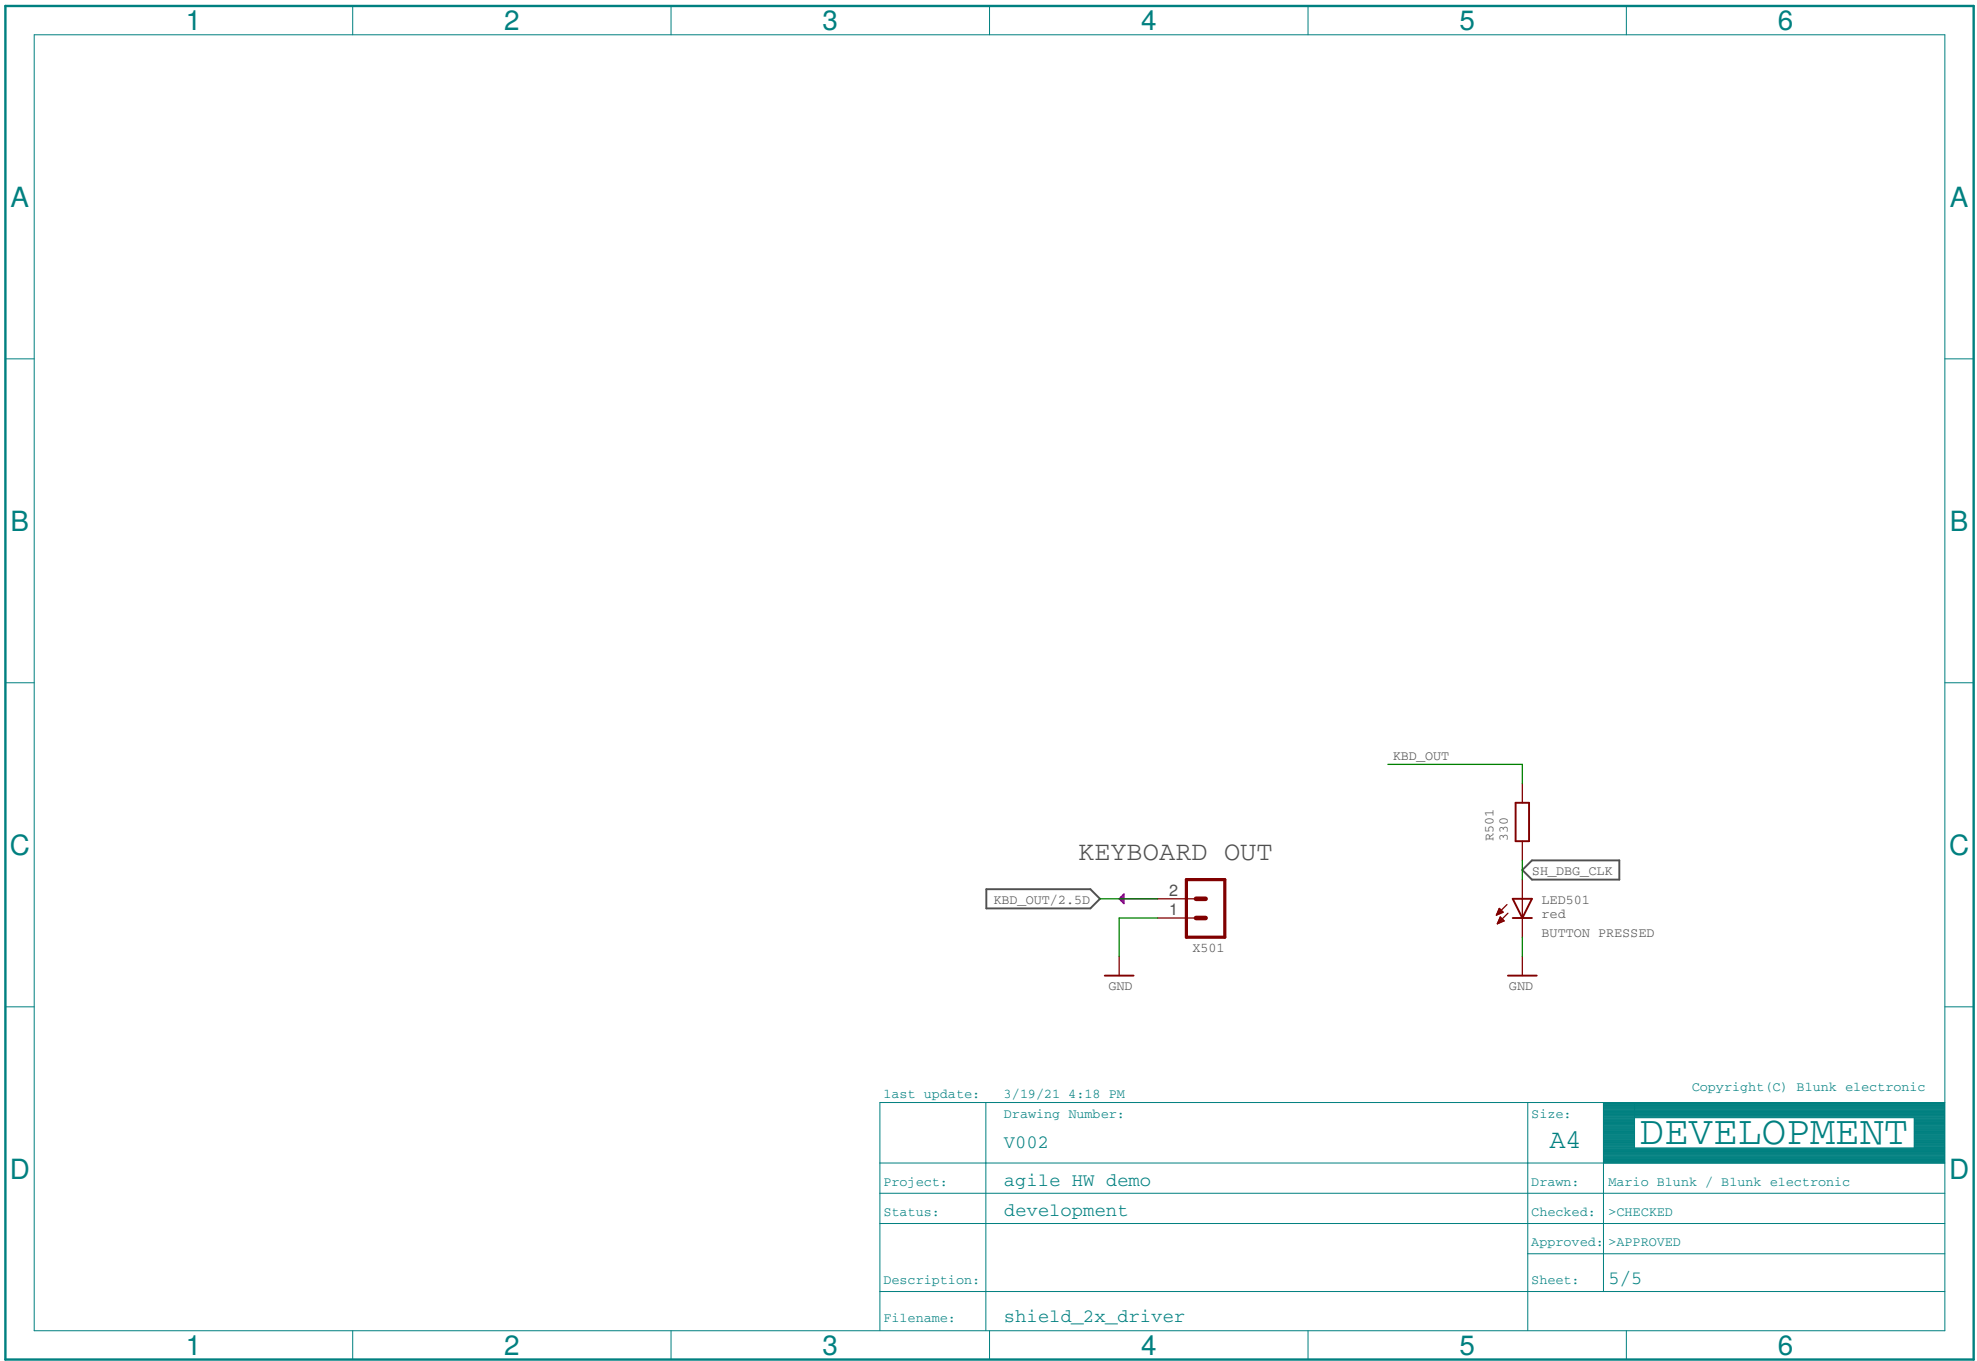 1 2 3 4 5 6
A A
B B
KBD_OUT
R501
330
C C
KEYBOARD OUT
SH_DBG_CLK
KBD_OUT/2.5D
2
1
LED501
red
BUTTON PRESSED
X501
GND GND
last update: 3/19/21 4:18 PM
Copyright(C) Blunk electronic
Drawing Number:
V002
Size:
A4
DEVELOPMENT
D D
Project: agile HW demo
Drawn: Mario Blunk / Blunk electronic
Status: development
Checked: >CHECKED
Approved: >APPROVED
Description:
Sheet: 5/5
Filename: shield_2x_driver
1 2 3 4 5 6